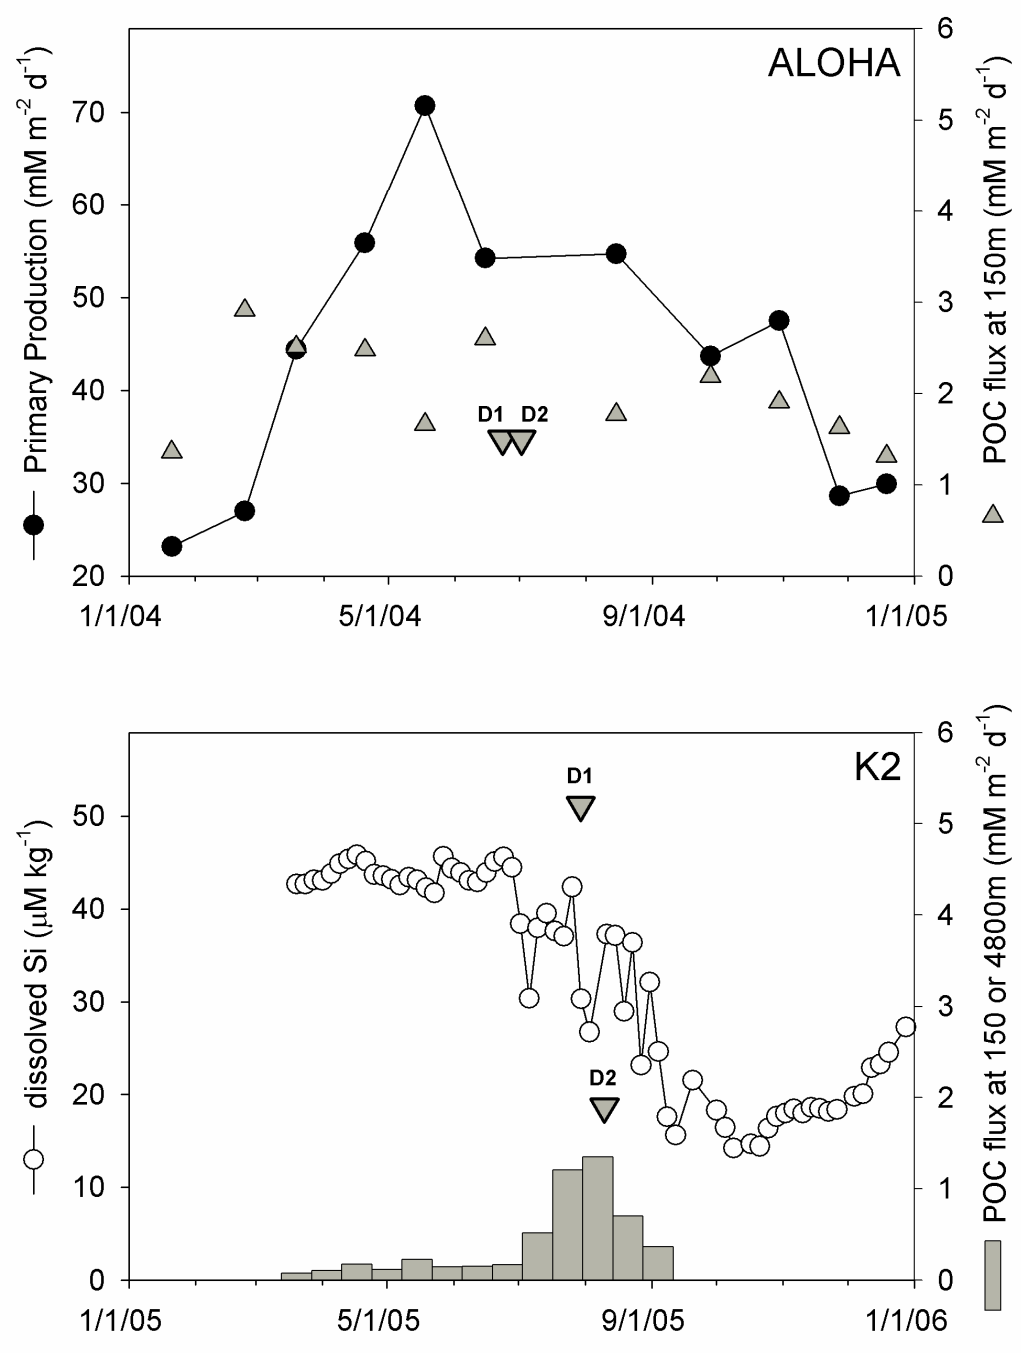 ALOHA
Primary Production (mM m⁻² d⁻¹)
70
60
50
40
30
20
6
5
4
3
2
1
0
POC flux at 150m (mM m⁻² d⁻¹)
D1 D2
1/1/04 5/1/04 9/1/04 1/1/05
K2
dissolved Si (µM kg⁻¹)
50
40
30
20
10
0
6
5
4
3
2
1
0
POC flux at 150 or 4800m (mM m⁻² d⁻¹)
D1
D2
1/1/05 5/1/05 9/1/05 1/1/06